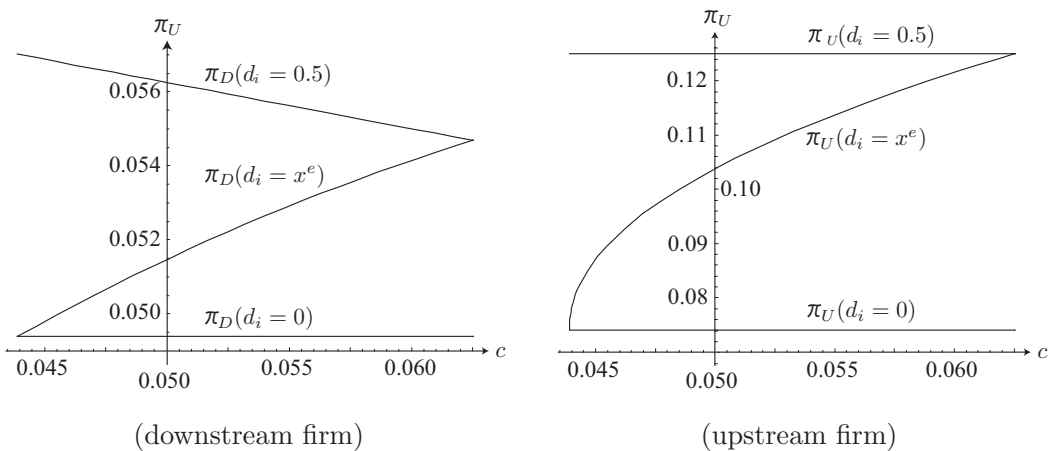 π_U
π_D(d_i = 0.5)
0.056
0.054
π_D(d_i = x^e)
0.052
0.050
π_D(d_i = 0)
c
0.045
0.050
0.055
0.060
(downstream firm)
π_U
π_U(d_i = 0.5)
0.12
0.11
π_U(d_i = x^e)
0.10
0.09
0.08
π_U(d_i = 0)
c
0.045
0.050
0.055
0.060
(upstream firm)